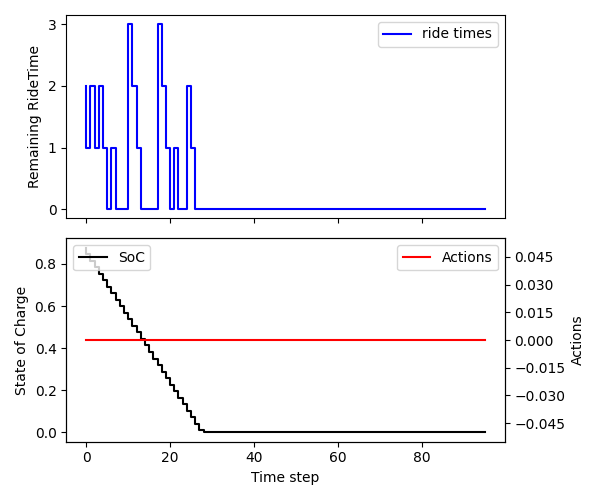 3
2
1
0
Remaining RideTime
ride times
0.8
0.6
0.4
0.2
0.0
State of Charge
SoC
Actions
0.045
0.030
0.015
0.000
−0.015
−0.030
−0.045
Actions
0 20 40 60 80
Time step